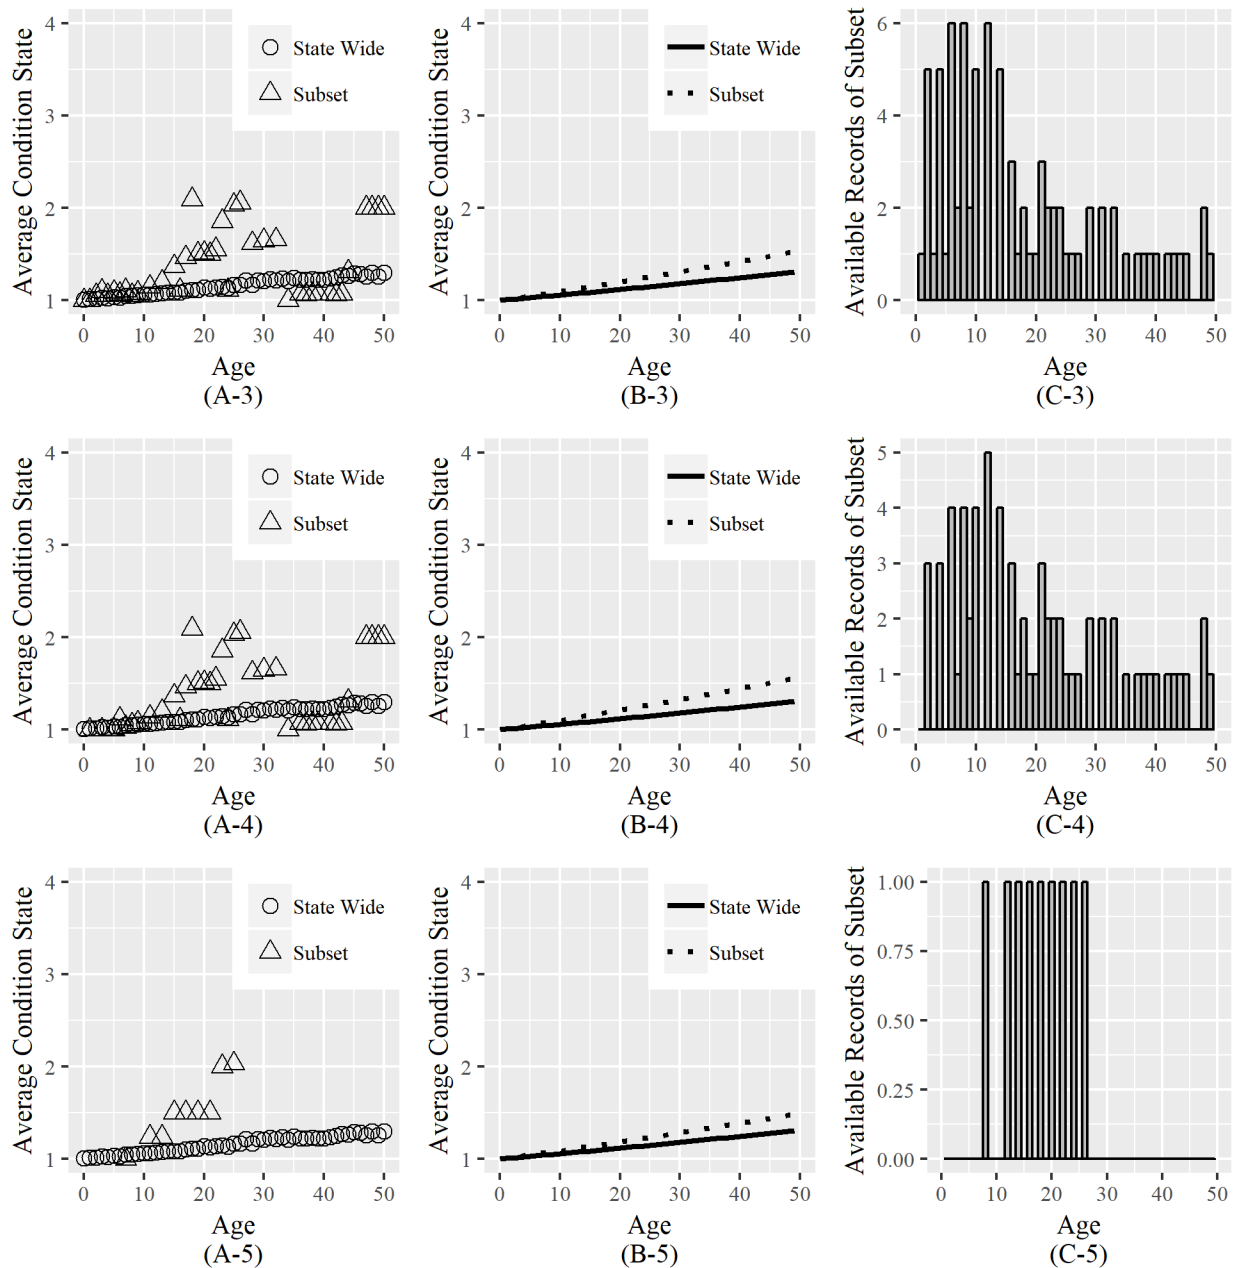 Average Condition State
4
3
2
1
State Wide
Subset
0 10 20 30 40 50
Age
(A-3)
Average Condition State
4
3
2
1
State Wide
Subset
0 10 20 30 40 50
Age
(B-3)
Available Records of Subset
6
4
2
0
0 10 20 30 40 50
Age
(C-3)
Average Condition State
4
3
2
1
State Wide
Subset
0 10 20 30 40 50
Age
(A-4)
Average Condition State
4
3
2
1
State Wide
Subset
0 10 20 30 40 50
Age
(B-4)
Available Records of Subset
5
4
3
2
1
0
0 10 20 30 40 50
Age
(C-4)
Average Condition State
4
3
2
1
State Wide
Subset
0 10 20 30 40 50
Age
(A-5)
Average Condition State
4
3
2
1
State Wide
Subset
0 10 20 30 40 50
Age
(B-5)
Available Records of Subset
1.00
0.75
0.50
0.25
0.00
0 10 20 30 40 50
Age
(C-5)